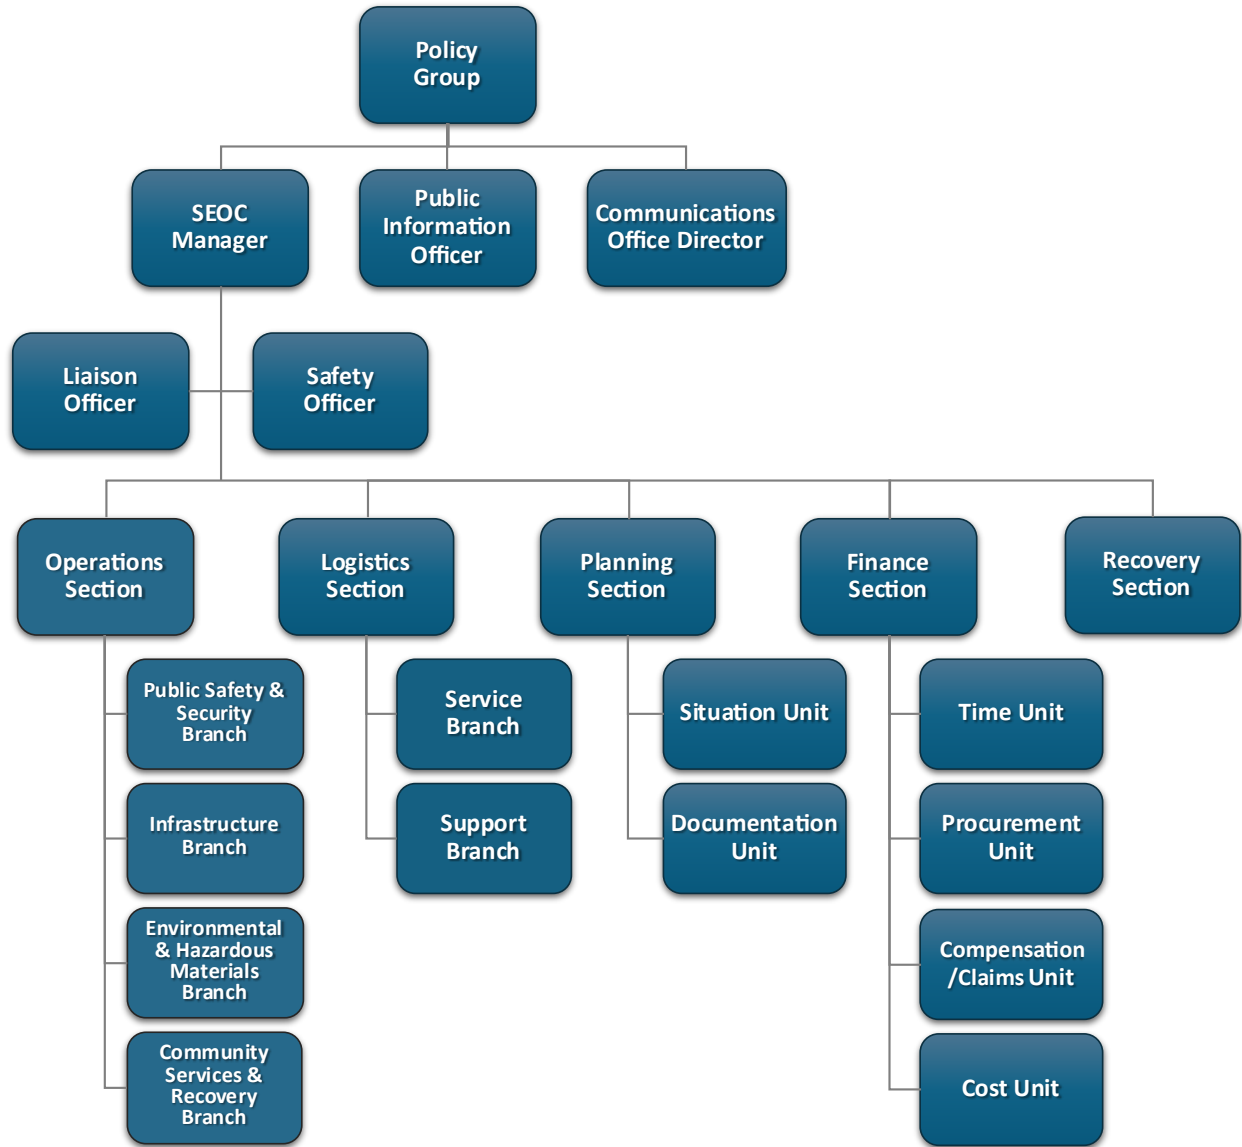 Policy
Group
SEOC
Manager
Public
Information
Officer
Communications
Office Director
Liaison
Officer
Safety
Officer
Operations
Section
Logistics
Section
Planning
Section
Finance
Section
Recovery
Section
Public Safety &
Security
Branch
Infrastructure
Branch
Environmental
& Hazardous
Materials
Branch
Community
Services &
Recovery
Branch
Service
Branch
Support
Branch
Situation Unit
Documentation
Unit
Time Unit
Procurement
Unit
Compensation
/Claims Unit
Cost Unit